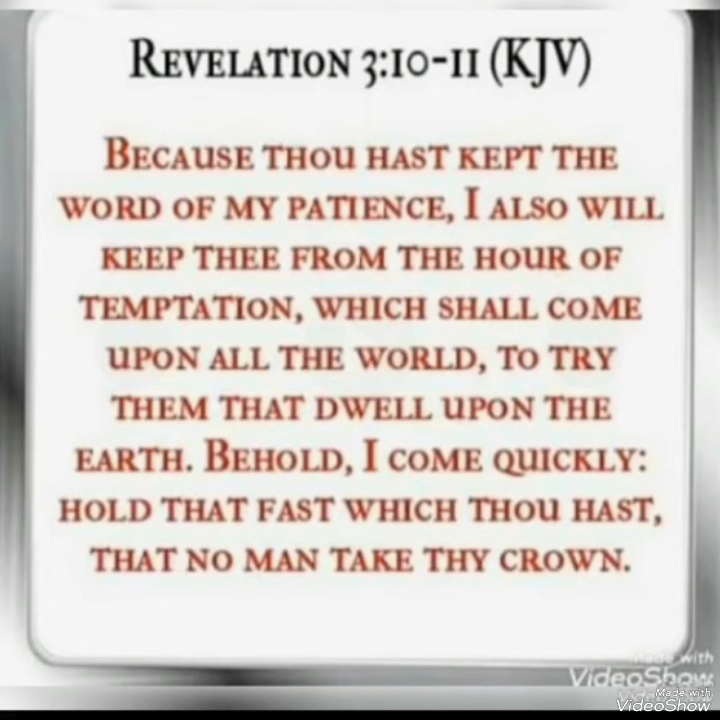 Revelation 3:10-11 (KJV)
Because thou hast kept the
word of my patience, I also will
keep thee from the hour of
temptation, which shall come
upon all the world, to try
them that dwell upon the
earth. Behold, I come quickly:
hold that fast which thou hast,
that no man take thy crown.
Made with
VideoShow
Made with
VideoShow